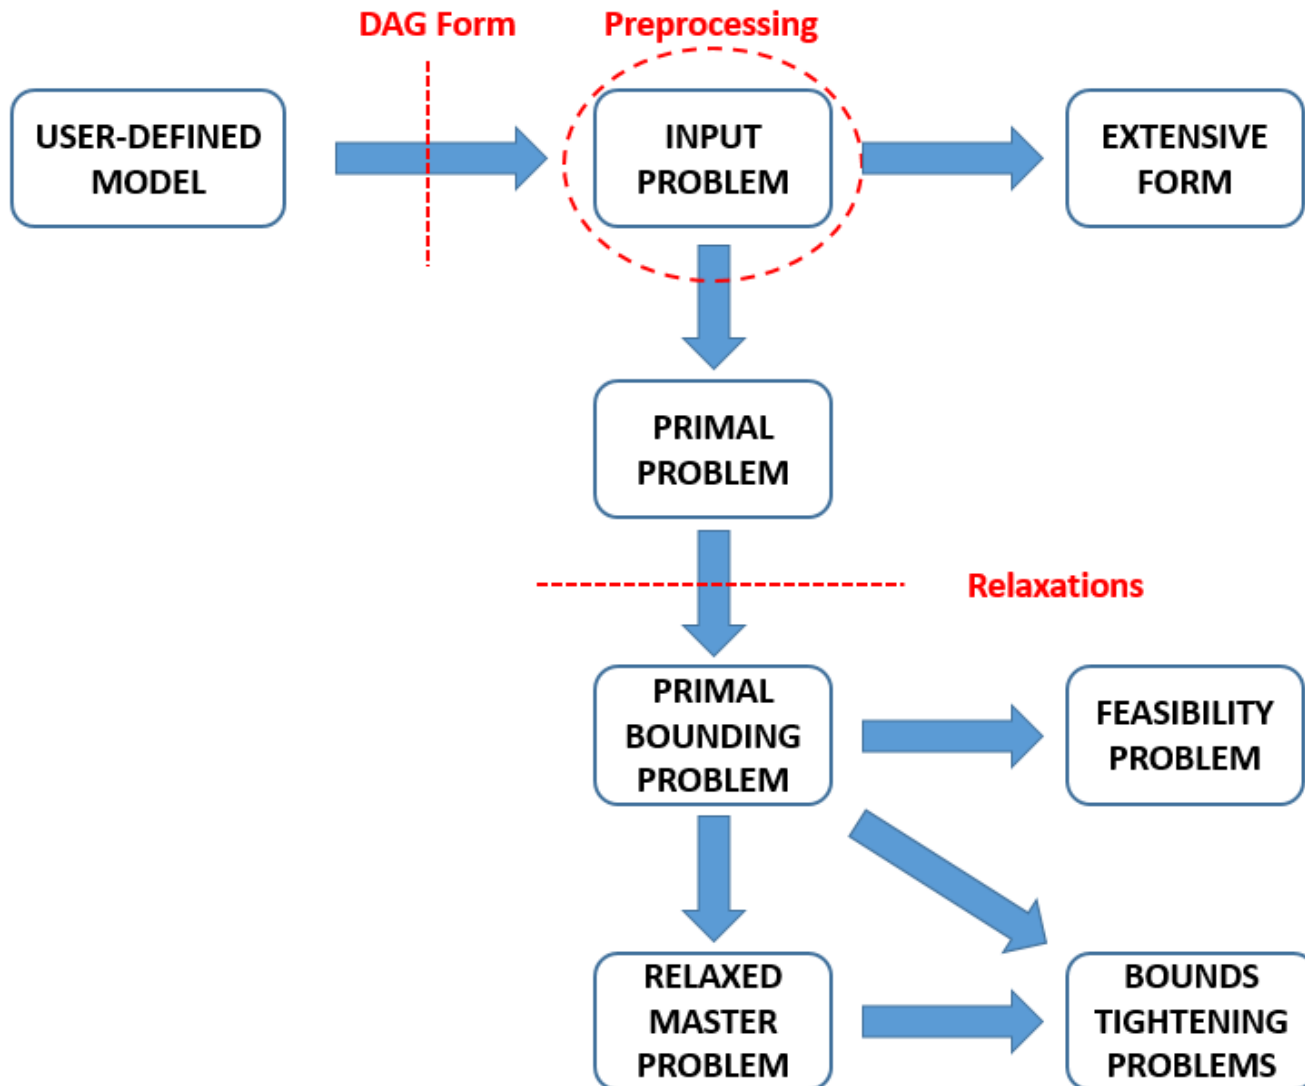 DAG Form
Preprocessing
USER-DEFINED
MODEL
INPUT
PROBLEM
EXTENSIVE
FORM
PRIMAL
PROBLEM
Relaxations
PRIMAL
BOUNDING
PROBLEM
FEASIBILITY
PROBLEM
RELAXED
MASTER
PROBLEM
BOUNDS
TIGHTENING
PROBLEMS